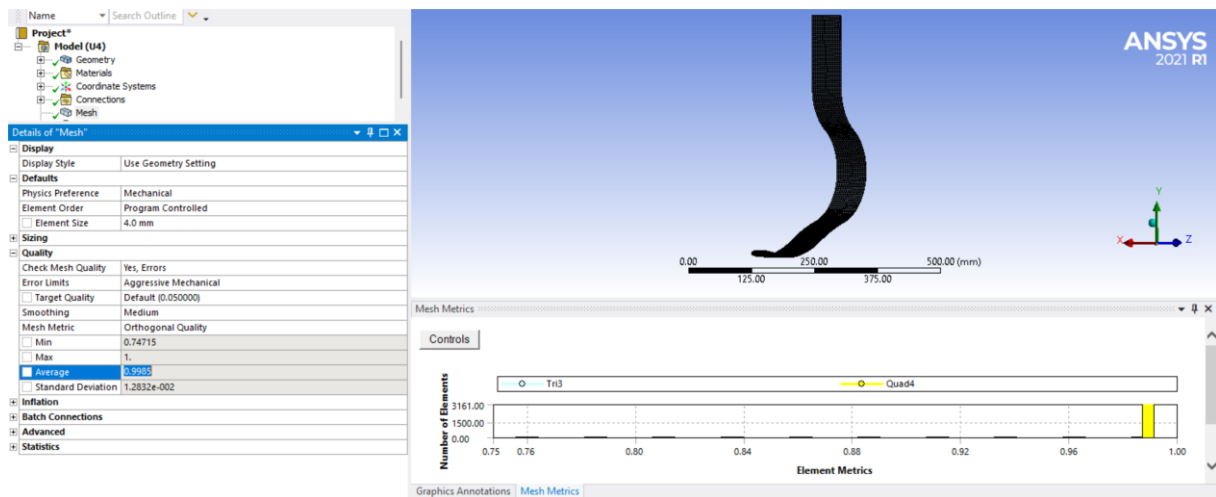 Name Search Outline
Project*
Model (U4)
Geometry
Materials
Coordinate Systems
Connections
Mesh
Details of "Mesh"
Display
Display Style Use Geometry Setting
Defaults
Physics Preference Mechanical
Element Order Program Controlled
Element Size 4.0 mm
Sizing
Quality
Check Mesh Quality Yes, Errors
Error Limits Aggressive Mechanical
Target Quality Default (0.050000)
Smoothing Medium
Mesh Metric Orthogonal Quality
Min 0.74715
Max 1.
Average 0.9985
Standard Deviation 1.2832e-002
Inflation
Batch Connections
Advanced
Statistics
ANSYS
2021 R1
Y
X Z
0.00 250.00 500.00 (mm)
125.00 375.00
Mesh Metrics
Controls
Tri3 Quad4
Number of Elements
3161.00
1500.00
0.00
0.75 0.76 0.80 0.84 0.88 0.92 0.96 1.00
Element Metrics
Graphics Annotations Mesh Metrics